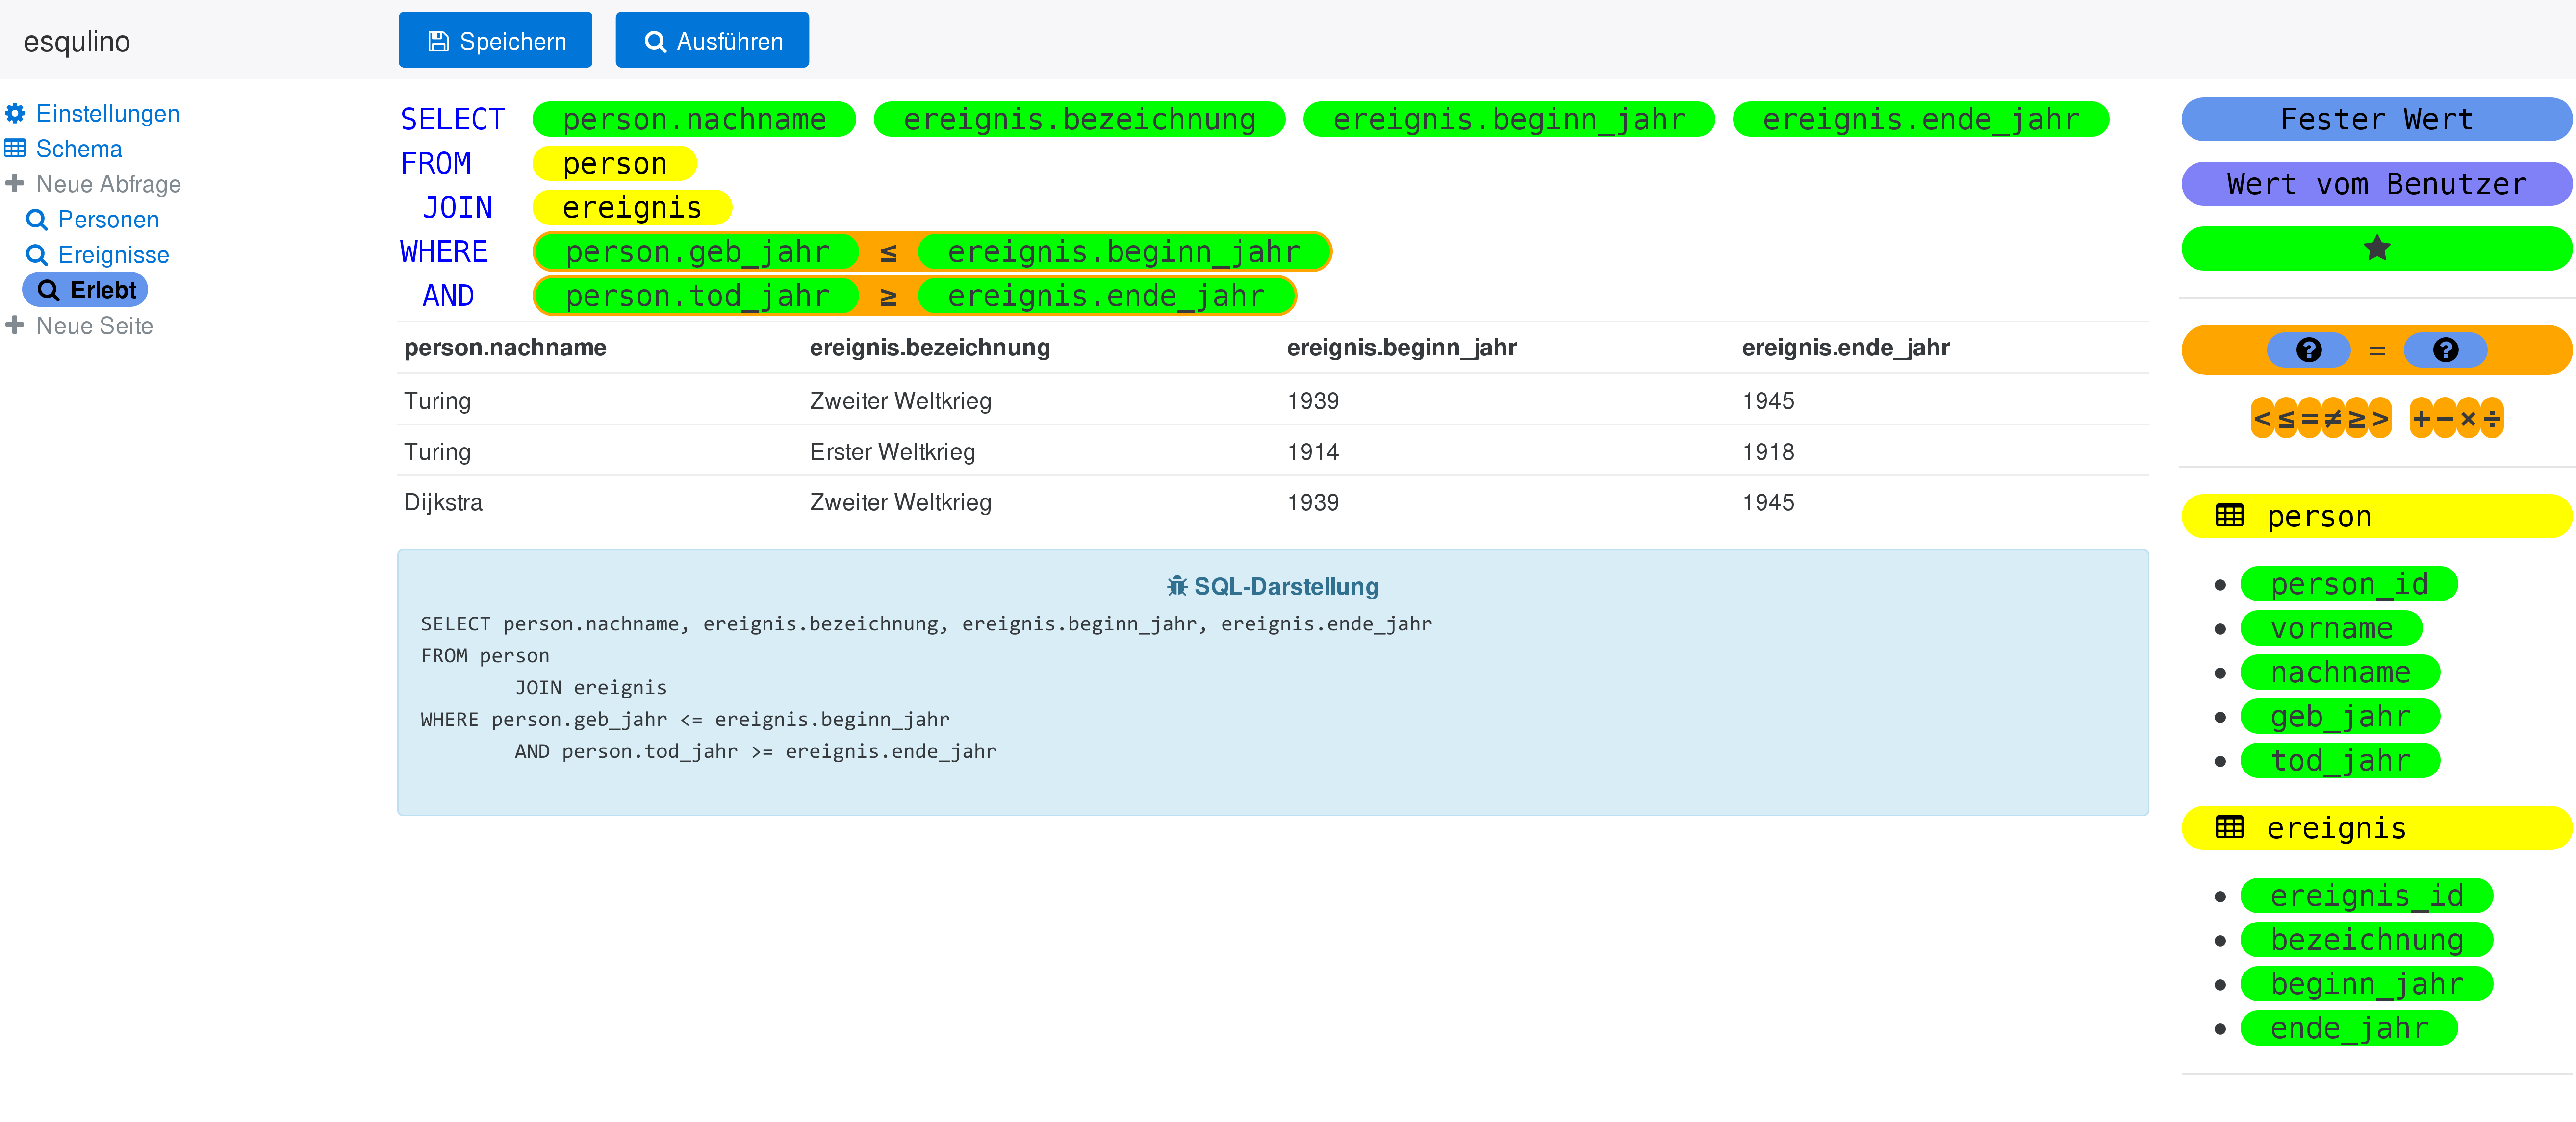 esqulino
Speichern Ausführen
Einstellungen
Schema
Neue Abfrage
Personen
Ereignisse
Erlebt
Neue Seite
SELECT person.nachname ereignis.bezeichnung ereignis.beginn_jahr ereignis.ende_jahr
FROM person
JOIN ereignis
WHERE person.geb_jahr ≤ ereignis.beginn_jahr
AND person.tod_jahr ≥ ereignis.ende_jahr
person.nachname ereignis.bezeichnung ereignis.beginn_jahr ereignis.ende_jahr
Turing Zweiter Weltkrieg 1939 1945
Turing Erster Weltkrieg 1914 1918
Dijkstra Zweiter Weltkrieg 1939 1945
SQL-Darstellung
SELECT person.nachname, ereignis.bezeichnung, ereignis.beginn_jahr, ereignis.ende_jahr
FROM person
JOIN ereignis
WHERE person.geb_jahr <= ereignis.beginn_jahr
AND person.tod_jahr >= ereignis.ende_jahr
Fester Wert
Wert vom Benutzer
? = ?
< ≤ = ≠ ≥ > + − × ÷
person
person_id
vorname
nachname
geb_jahr
tod_jahr
ereignis
ereignis_id
bezeichnung
beginn_jahr
ende_jahr